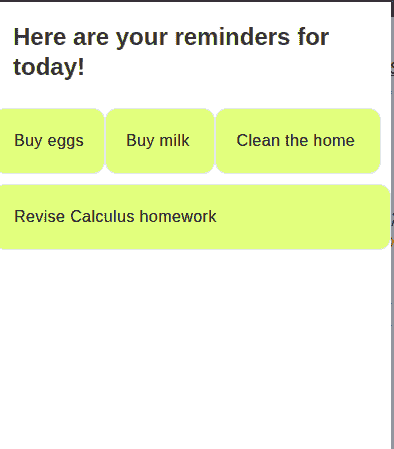 Here are your reminders for
today!
Buy eggs Buy milk Clean the home
Revise Calculus homework